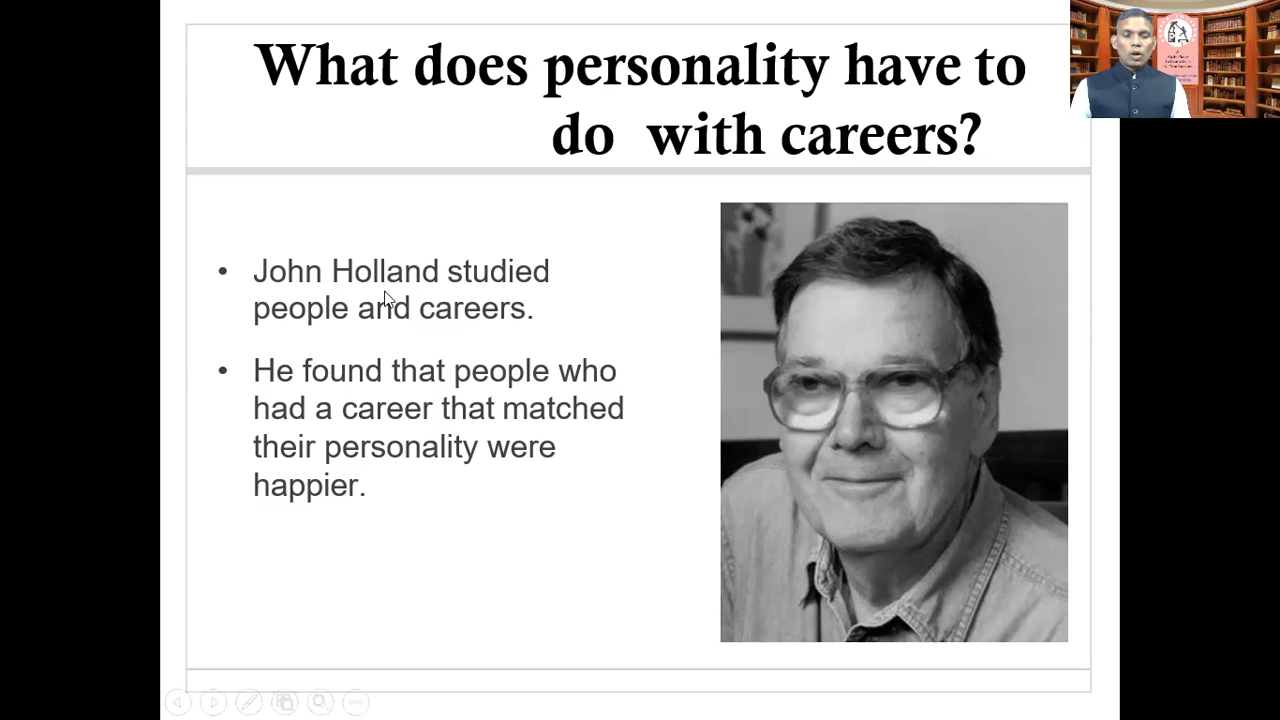 What does personality have to
do with careers?
• John Holland studied
people and careers.
• He found that people who
had a career that matched
their personality were
happier.